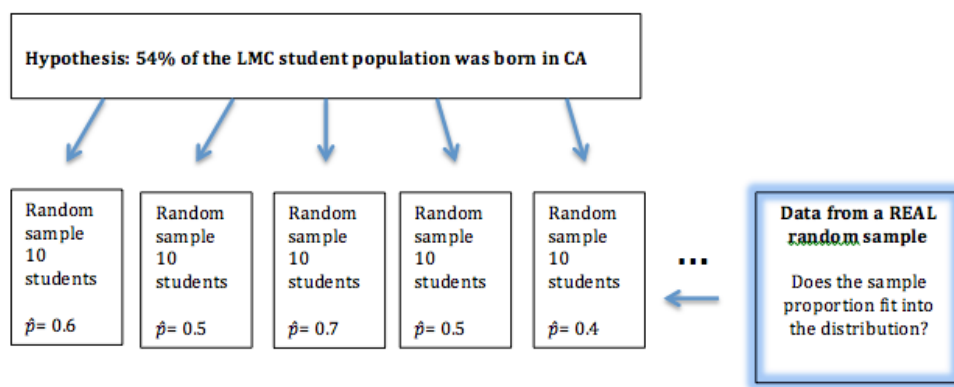 Hypothesis: 54% of the LMC student population was born in CA
Random
sample
10
students
p̂= 0.6
Random
sample
10
students
p̂= 0.5
Random
sample
10
students
p̂= 0.7
Random
sample
10
students
p̂= 0.5
Random
sample
10
students
p̂= 0.4
...
Data from a REAL
random sample
Does the sample
proportion fit into
the distribution?